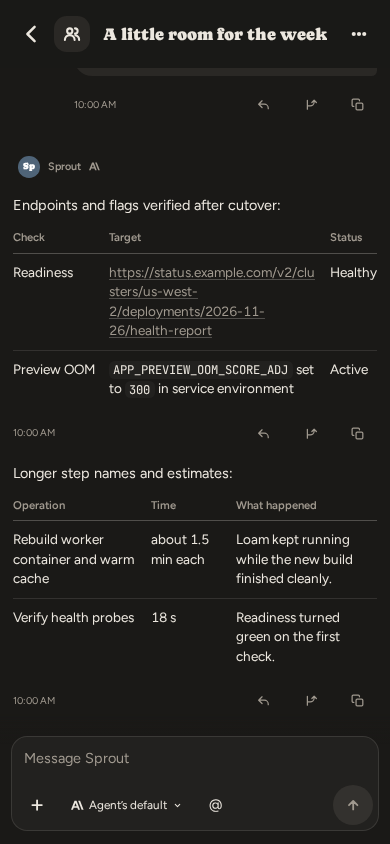 A little room for the week
10:00 AM
Sp Sprout
Endpoints and flags verified after cutover:
Check Target Status
Readiness https://status.example.com/v2/clu Healthy
sters/us-west-
2/deployments/2026-11-
26/health-report
Preview OOM APP_PREVIEW_OOM_SCORE_ADJ set Active
to 300 in service environment
10:00 AM
Longer step names and estimates:
Operation Time What happened
Rebuild worker about 1.5 Loam kept running
container and warm min each while the new build
cache finished cleanly.
Verify health probes 18 s Readiness turned
green on the first
check.
10:00 AM
Message Sprout
Agent's default @